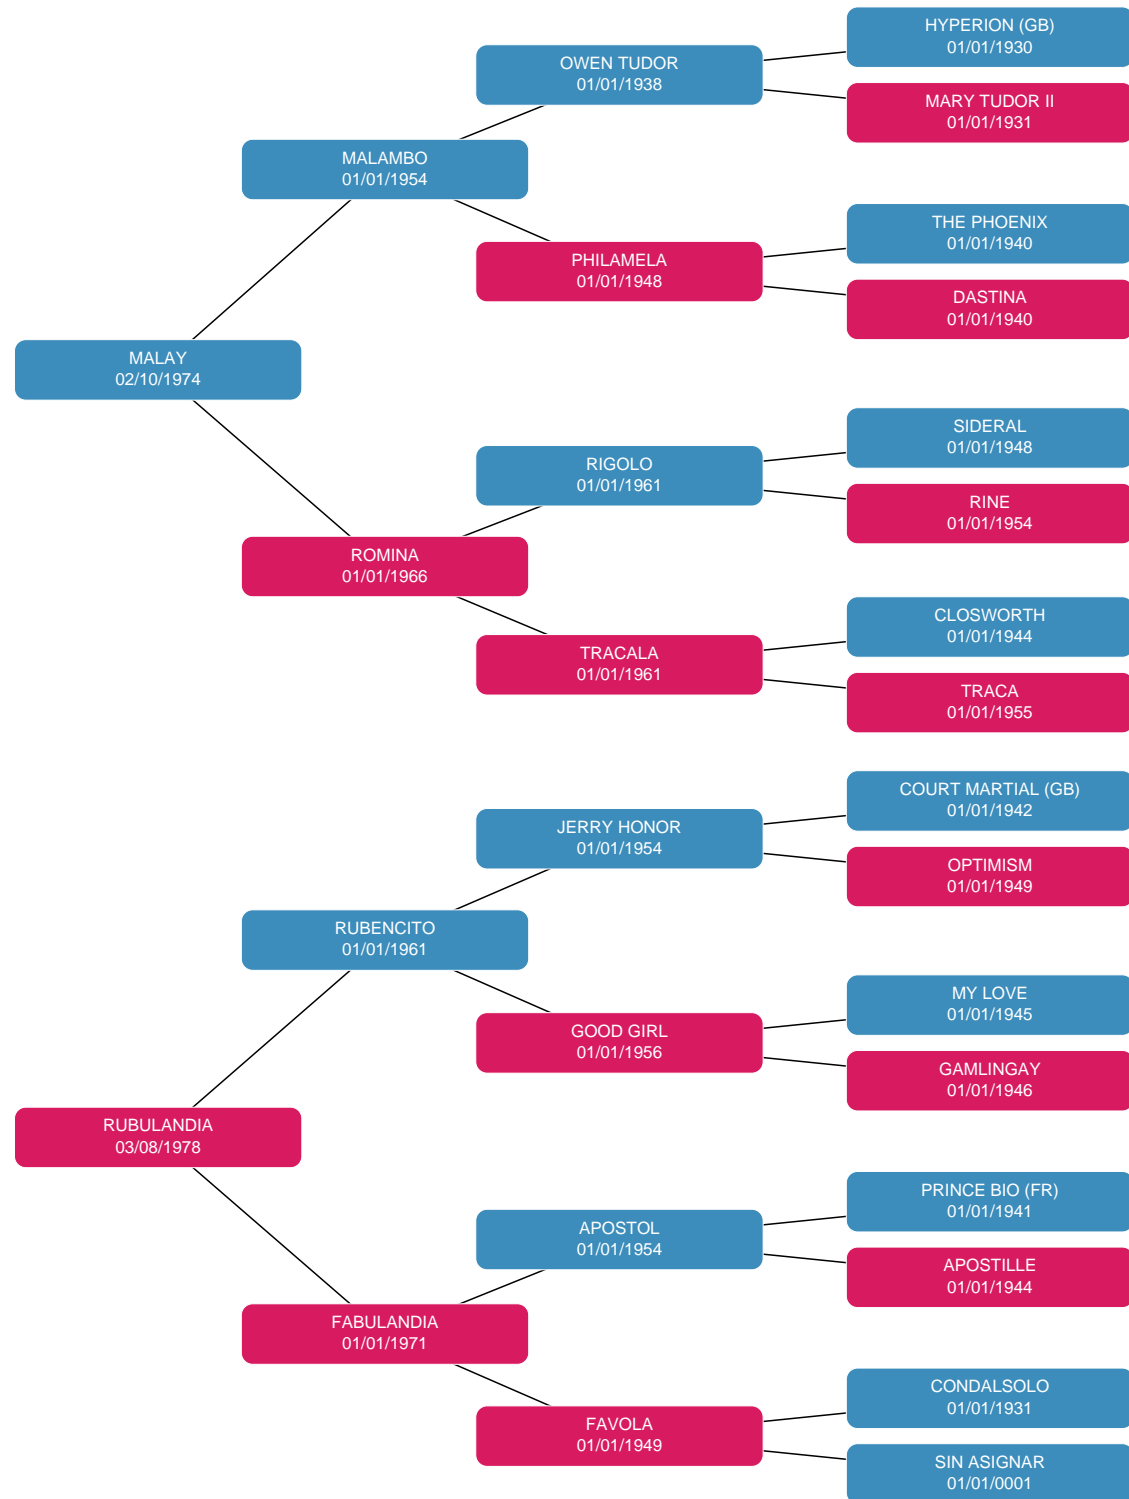 HYPERION (GB)
01/01/1930
OWEN TUDOR
01/01/1938
MARY TUDOR II
01/01/1931
MALAMBO
01/01/1954
THE PHOENIX
01/01/1940
PHILAMELA
01/01/1948
DASTINA
01/01/1940
MALAY
02/10/1974
SIDERAL
01/01/1948
RIGOLO
01/01/1961
RINE
01/01/1954
ROMINA
01/01/1966
CLOSWORTH
01/01/1944
TRACALA
01/01/1961
TRACA
01/01/1955
COURT MARTIAL (GB)
01/01/1942
JERRY HONOR
01/01/1954
OPTIMISM
01/01/1949
RUBENCITO
01/01/1961
MY LOVE
01/01/1945
GOOD GIRL
01/01/1956
GAMLINGAY
01/01/1946
RUBULANDIA
03/08/1978
PRINCE BIO (FR)
01/01/1941
APOSTOL
01/01/1954
APOSTILLE
01/01/1944
FABULANDIA
01/01/1971
CONDALSOLO
01/01/1931
FAVOLA
01/01/1949
SIN ASIGNAR
01/01/0001